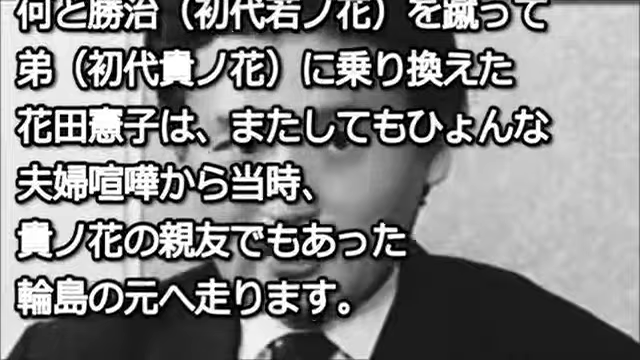 何と勝治（初代若ノ花）を蹴って
弟（初代貴ノ花）に乗り換えた
花田憲子は、またしてもひょんな
夫婦喧嘩から当時、
貴ノ花の親友でもあった
輪島の元へ走ります。